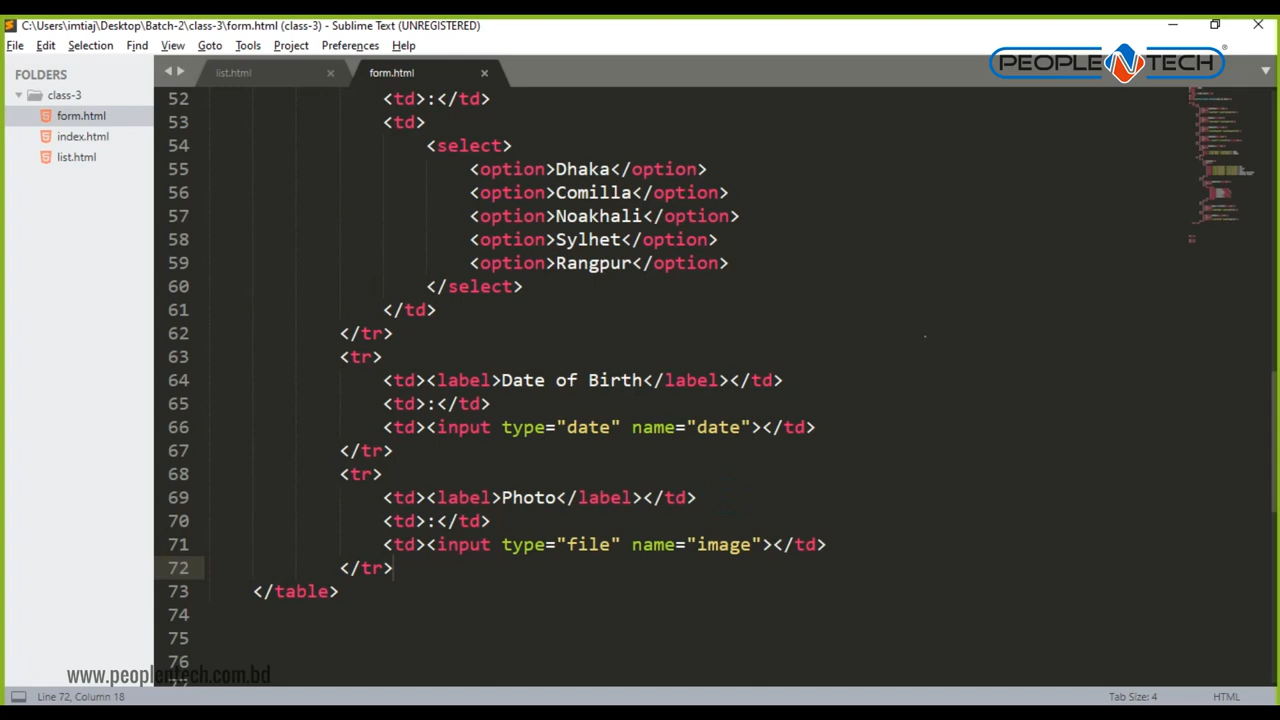 C:\Users\imtiaj\Desktop\Batch-2\class-3\form.html (class-3) - Sublime Text (UNREGISTERED)
File Edit Selection Find View Goto Tools Project Preferences Help
PEOPLE N TECH
FOLDERS
class-3
form.html
index.html
list.html
list.html × form.html ×
52 <td>:</td>
53 <td>
54 <select>
55 <option>Dhaka</option>
56 <option>Comilla</option>
57 <option>Noakhali</option>
58 <option>Sylhet</option>
59 <option>Rangpur</option>
60 </select>
61 </td>
62 </tr>
63 <tr>
64 <td><label>Date of Birth</label></td>
65 <td>:</td>
66 <td><input type="date" name="date"></td>
67 </tr>
68 <tr>
69 <td><label>Photo</label></td>
70 <td>:</td>
71 <td><input type="file" name="image"></td>
72 </tr>
73 </table>
74
75
76
www.peoplentech.com.bd
Line 72, Column 18 Tab Size: 4 HTML